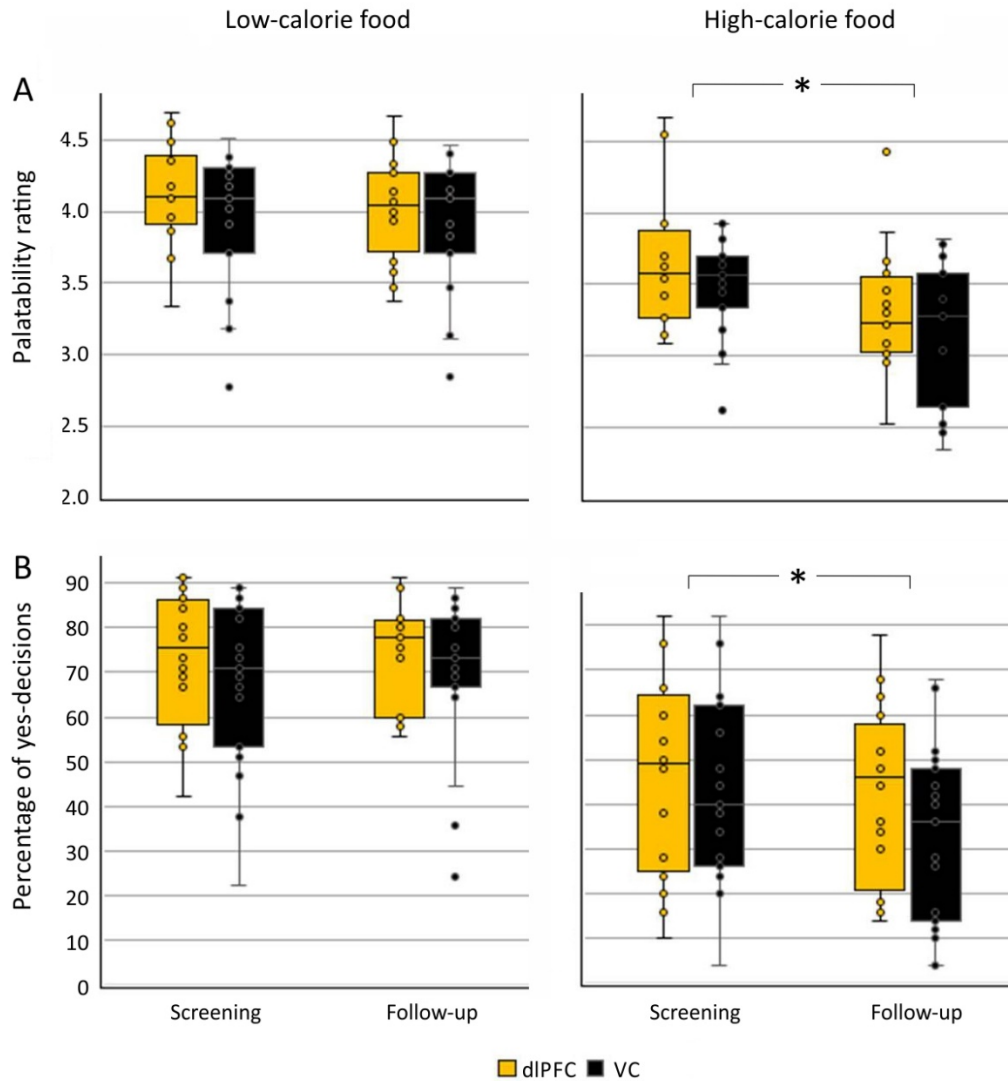 Low-calorie food
High-calorie food
A
*
Palatability rating
4.5
4.0
3.5
3.0
2.5
2.0
B
*
Percentage of yes-decisions
90
80
70
60
50
40
30
20
10
0
Screening
Follow-up
Screening
Follow-up
dlPFC
VC